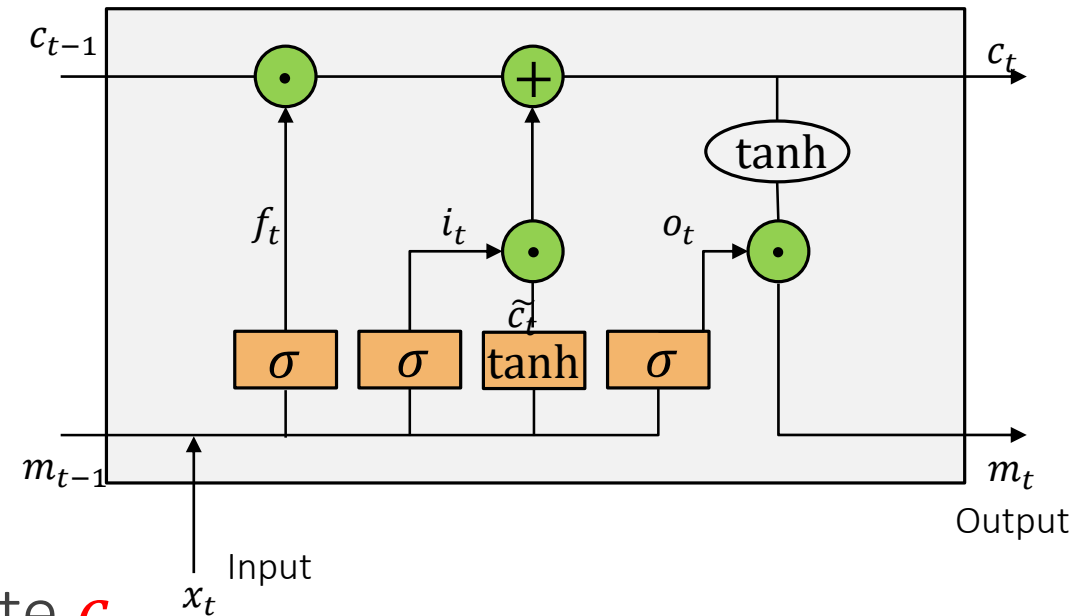 c_{t−1}
c_t
+
tanh
f_t
i_t
o_t
c̃_t
σ σ tanh σ
m_{t−1}
m_t
Output
Input
x_t
c